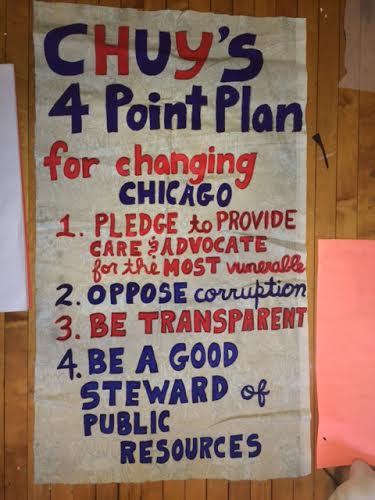 CHUY'S
4 Point Plan
for changing
CHICAGO
1. PLEDGE to PROVIDE
CARE & ADVOCATE
for the MOST vunerable
2. OPPOSE corruption
3. BE TRANSPARENT
4. BE A GOOD
STEWARD of
PUBLIC
RESOURCES